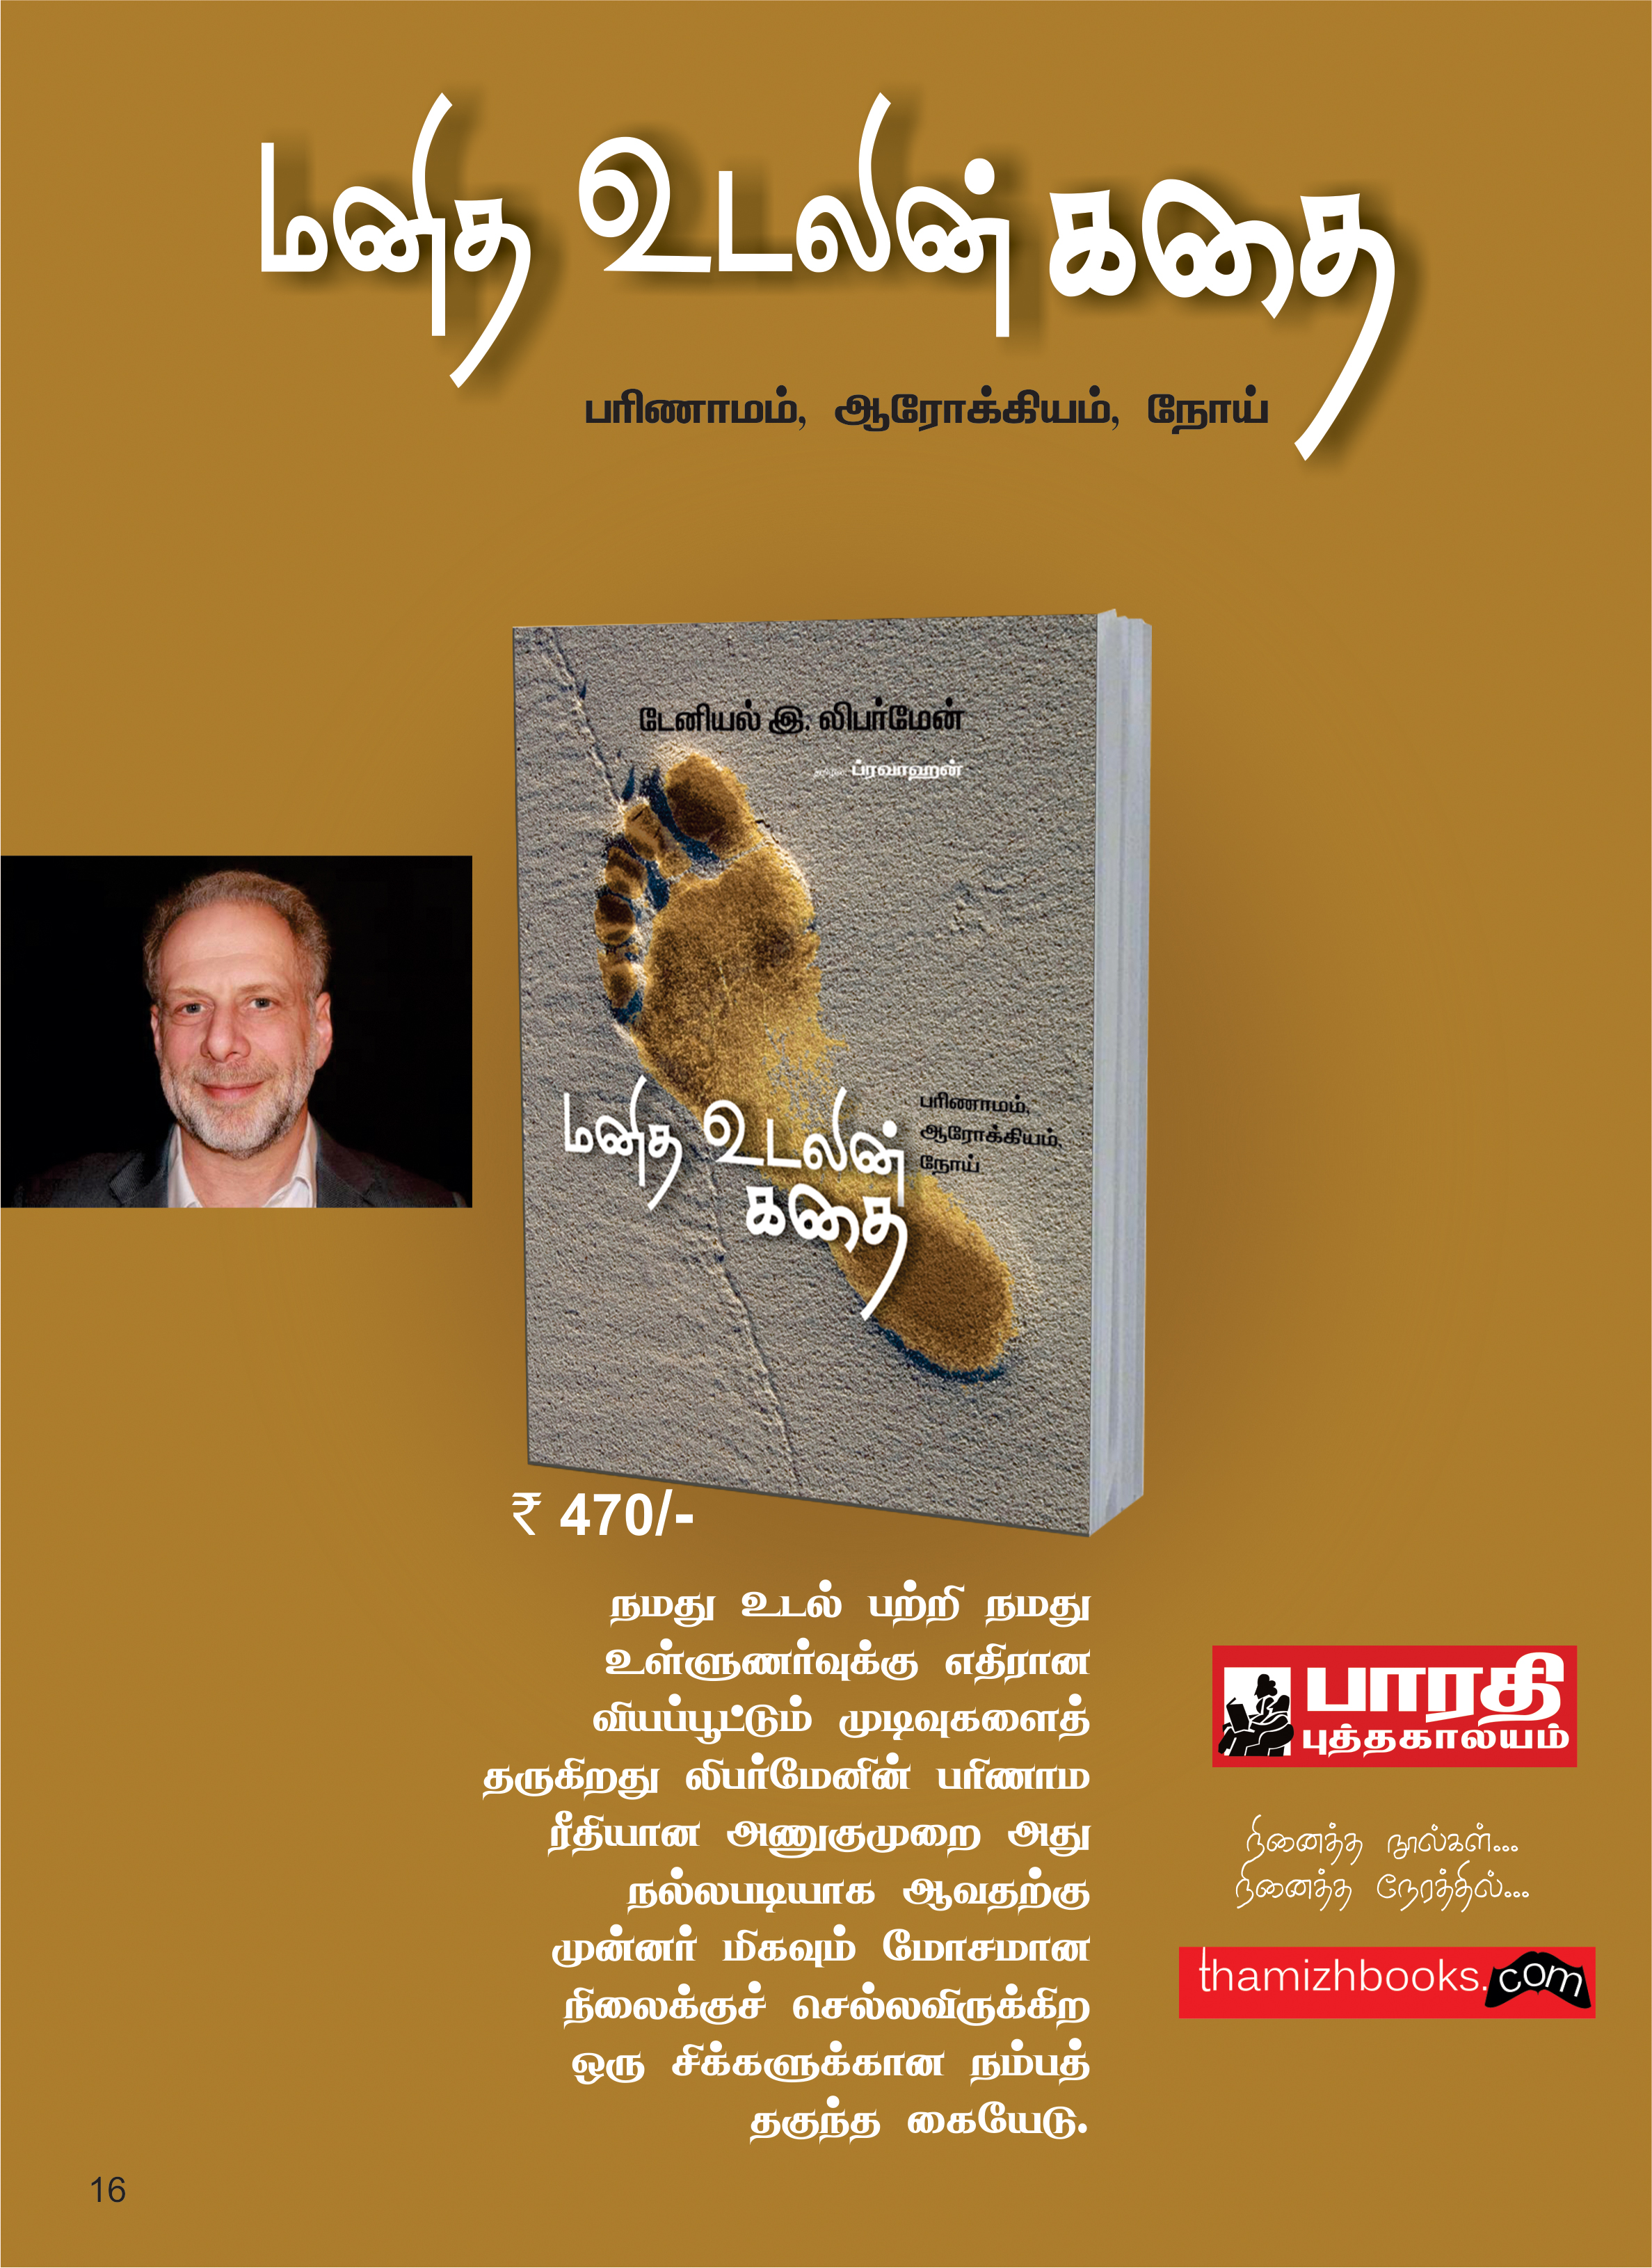 மனித உடலின் கதை
பரிணாமம், ஆரோக்கியம், நோய்
டேனியல் இ. லிபர்மேன்
தமிழில்: ப்ரவாஹன்
மனித உடலின்
கதை
பரிணாமம்,
ஆரோக்கியம்,
நோய்
₹ 470/-
நமது உடல் பற்றி நமது
உள்ளுணர்வுக்கு எதிரான
வியப்பூட்டும் முடிவுகளைத்
தருகிறது லிபர்மேனின் பரிணாம
ரீதியான அணுகுமுறை அது
நல்லபடியாக ஆவதற்கு
முன்னர் மிகவும் மோசமான
நிலைக்குச் செல்லவிருக்கிற
ஒரு சிக்களுக்கான நம்பத்
தகுந்த கையேடு.
பாரதி
புத்தகாலயம்
நினைத்த நூல்கள்...
நினைத்த நேரத்தில்...
thamizhbooks.com
16